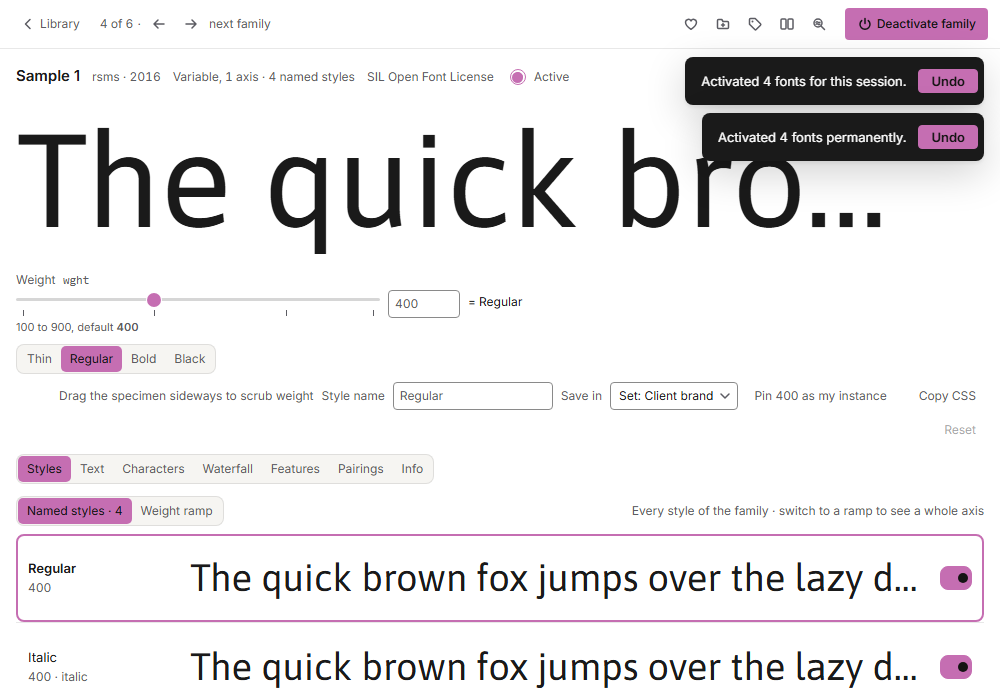 Library 4 of 6 · next family Deactivate family
Sample 1 rsms · 2016 Variable, 1 axis · 4 named styles SIL Open Font License Active
Activated 4 fonts for this session. Undo
Activated 4 fonts permanently. Undo
The quick bro...
Weight wght
400 = Regular
100 to 900, default 400
Thin Regular Bold Black
Drag the specimen sideways to scrub weight Style name Regular Save in Set: Client brand Pin 400 as my instance Copy CSS
Reset
Styles Text Characters Waterfall Features Pairings Info
Named styles · 4 Weight ramp Every style of the family · switch to a ramp to see a whole axis
Regular
400
The quick brown fox jumps over the lazy d...
Italic
400 · italic
The quick brown fox jumps over the lazy d...